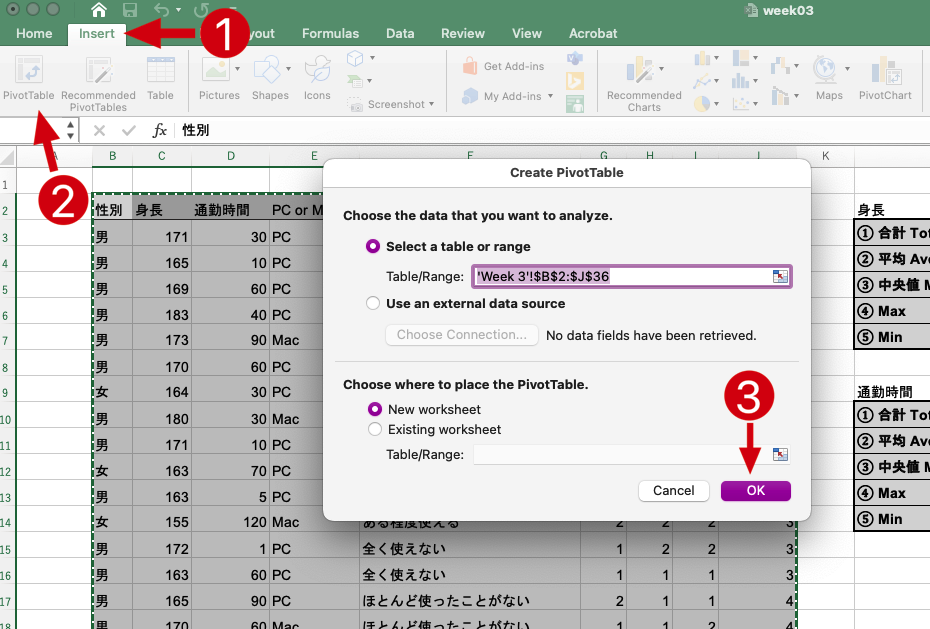 week03
Home Insert out Formulas Data Review View Acrobat
1
PivotTable Recommended PivotTables Table Pictures Shapes Icons Screenshot Get Add-ins My Add-ins Recommended Charts Maps PivotChart
fx 性別
2
B C D E F G H I J K
1
2 性別 身長 通勤時間 PC or M 身長
3 男 171 30 PC ① 合計 Tot
4 男 165 10 PC ② 平均 Ave
5 男 169 60 PC ③ 中央値 M
6 男 183 40 PC ④ Max
7 男 173 90 Mac ⑤ Min
8 男 170 60 PC
9 女 164 30 PC 通勤時間
10 男 180 30 Mac ① 合計 Tot
11 男 171 10 PC ② 平均 Ave
12 女 163 70 PC ③ 中央値 M
13 男 163 5 PC ④ Max
14 女 155 120 Mac ある程度使える 2 2 2 3 ⑤ Min
15 男 172 1 PC 全く使えない 1 2 2 3
16 男 163 60 PC 全く使えない 1 1 1 3
17 男 165 90 PC ほとんど使ったことがない 2 1 1 4
18 男 170 60 Mac ほとんど使ったことがない 1 1 2 4
Create PivotTable
Choose the data that you want to analyze.
Select a table or range
Table/Range: 'Week 3'!$B$2:$J$36
Use an external data source
Choose Connection... No data fields have been retrieved.
Choose where to place the PivotTable.
3
New worksheet
Existing worksheet
Table/Range:
Cancel OK